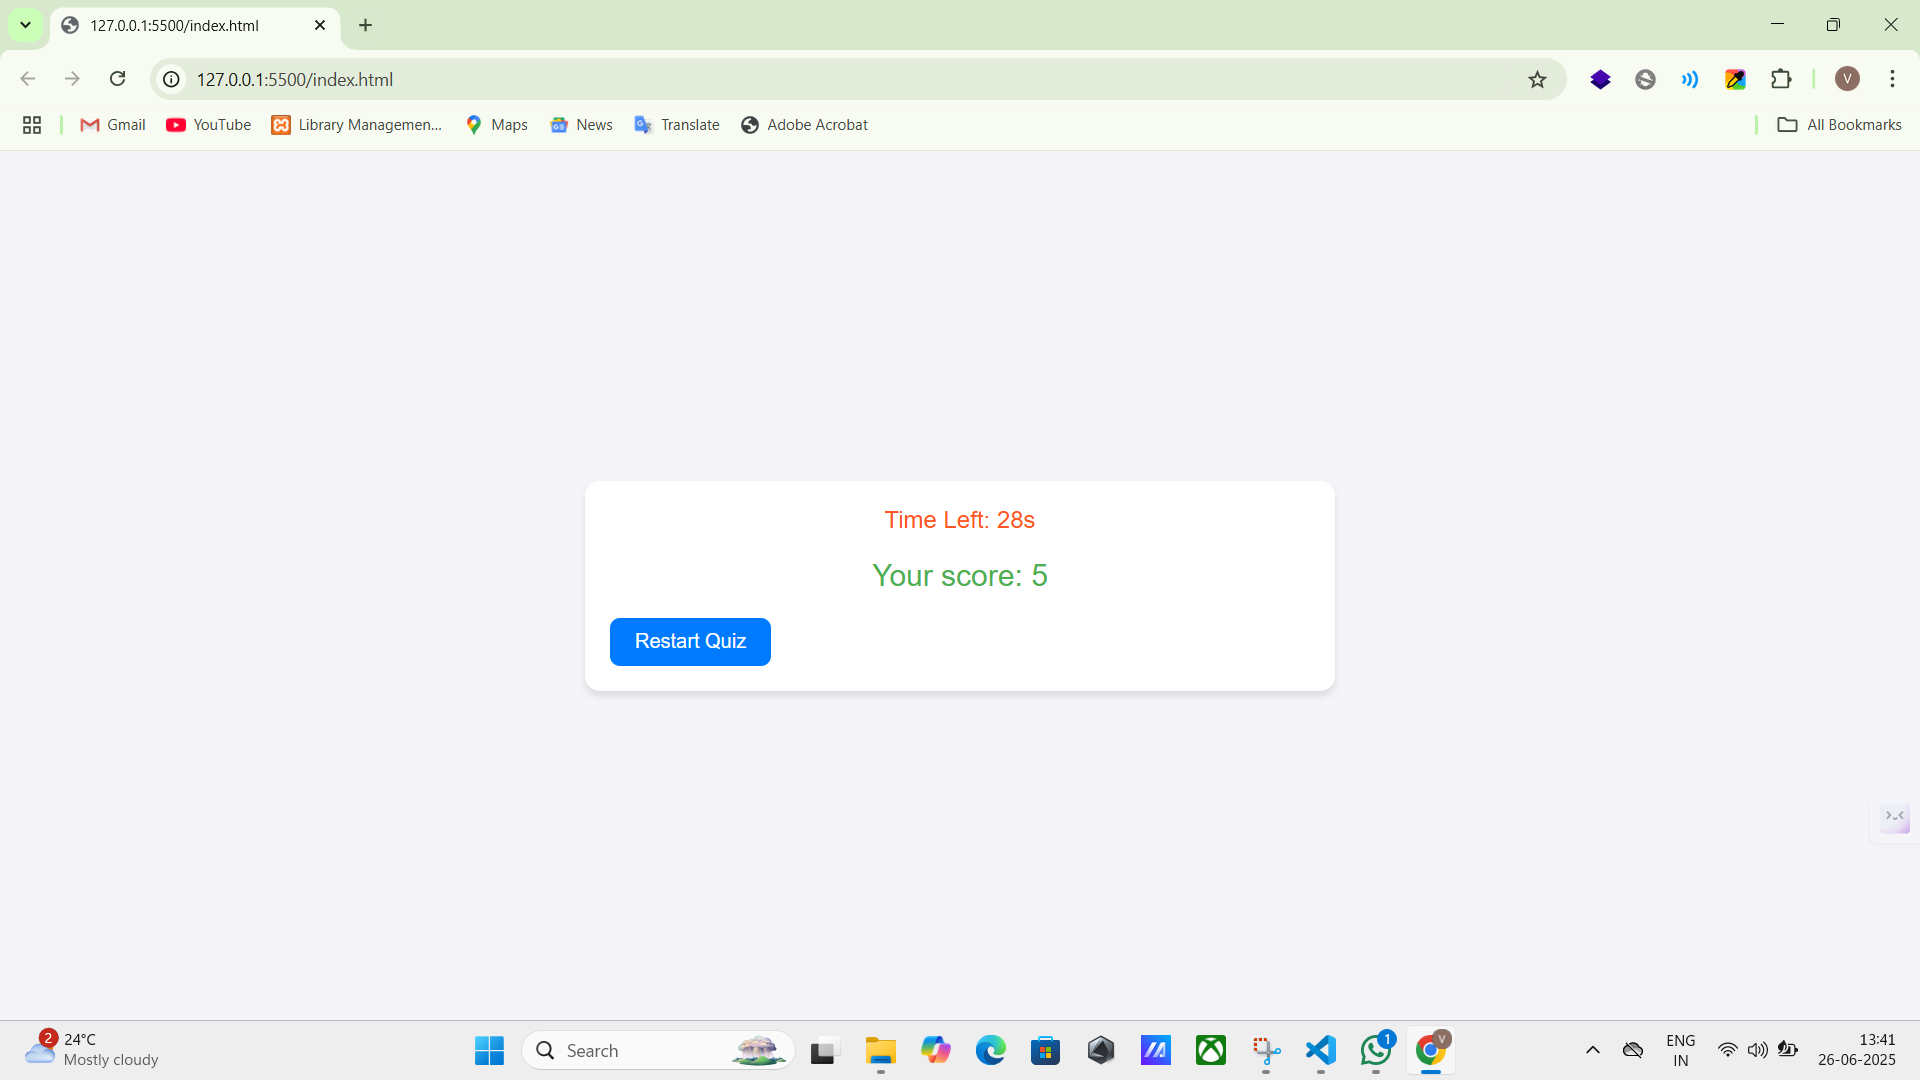 127.0.0.1:5500/index.html
127.0.0.1:5500/index.html
V
Gmail
YouTube
Library Managemen...
Maps
News
Translate
Adobe Acrobat
All Bookmarks
Time Left: 28s
Your score: 5
Restart Quiz
2
24°C
Mostly cloudy
Search
1
V
ENG
IN
13:41
26-06-2025